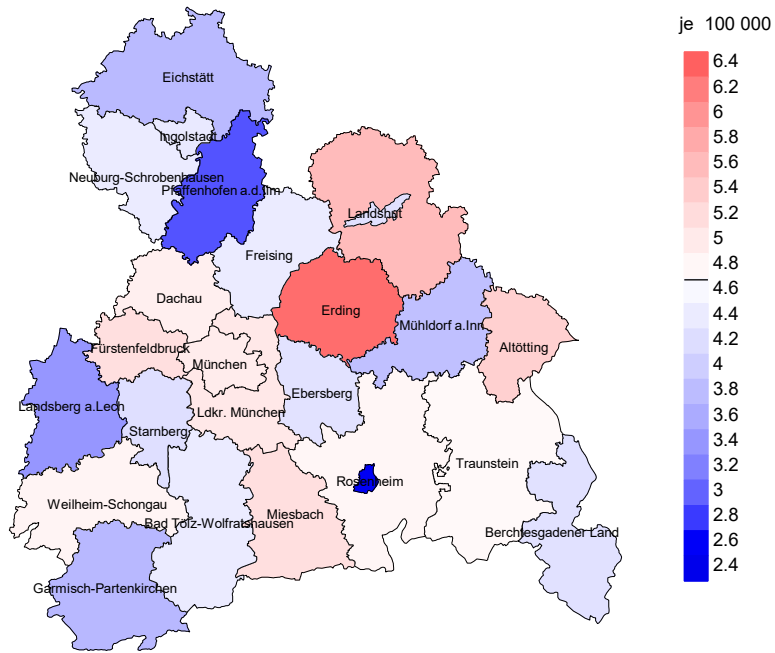 je 100 000
6.4
6.2
6
5.8
5.6
5.4
5.2
5
4.8
4.6
4.4
4.2
4
3.8
3.6
3.4
3.2
3
2.8
2.6
2.4
Eichstätt
Ingolstadt
Neuburg-Schrobenhausen
Pfaffenhofen a.d.Ilm
Landshut
Freising
Dachau
Erding
Mühldorf a.Inn
Fürstenfeldbruck
München
Altötting
Ebersberg
Landsberg a.Lech
Ldkr. München
Starnberg
Traunstein
Rosenheim
Weilheim-Schongau
Miesbach
Bad Tölz-Wolfratshausen
Berchtesgadener Land
Garmisch-Partenkirchen